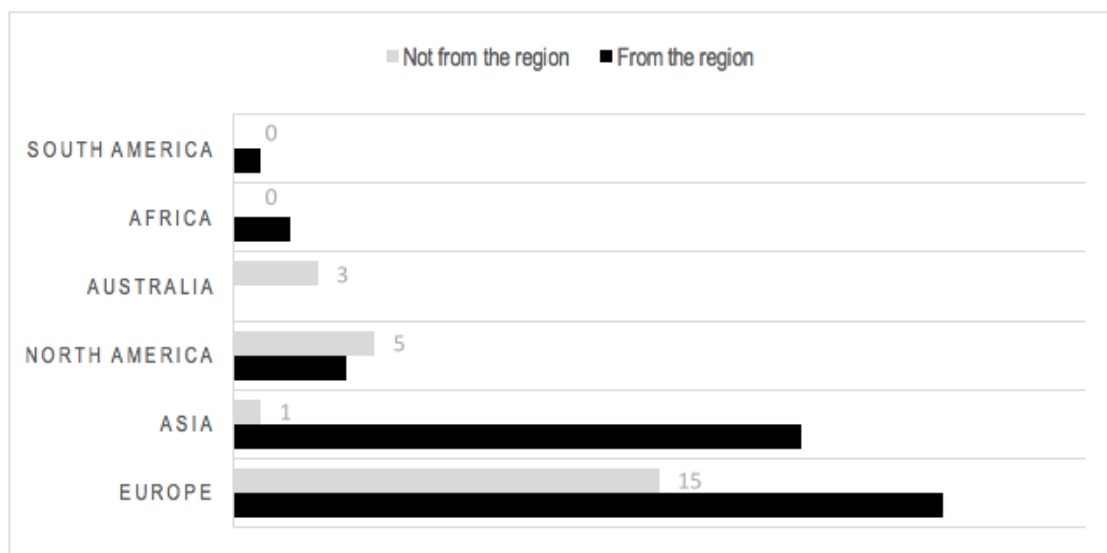 Not from the region From the region
SOUTH AMERICA 0
AFRICA 0
AUSTRALIA 3
NORTH AMERICA 5
ASIA 1
EUROPE 15